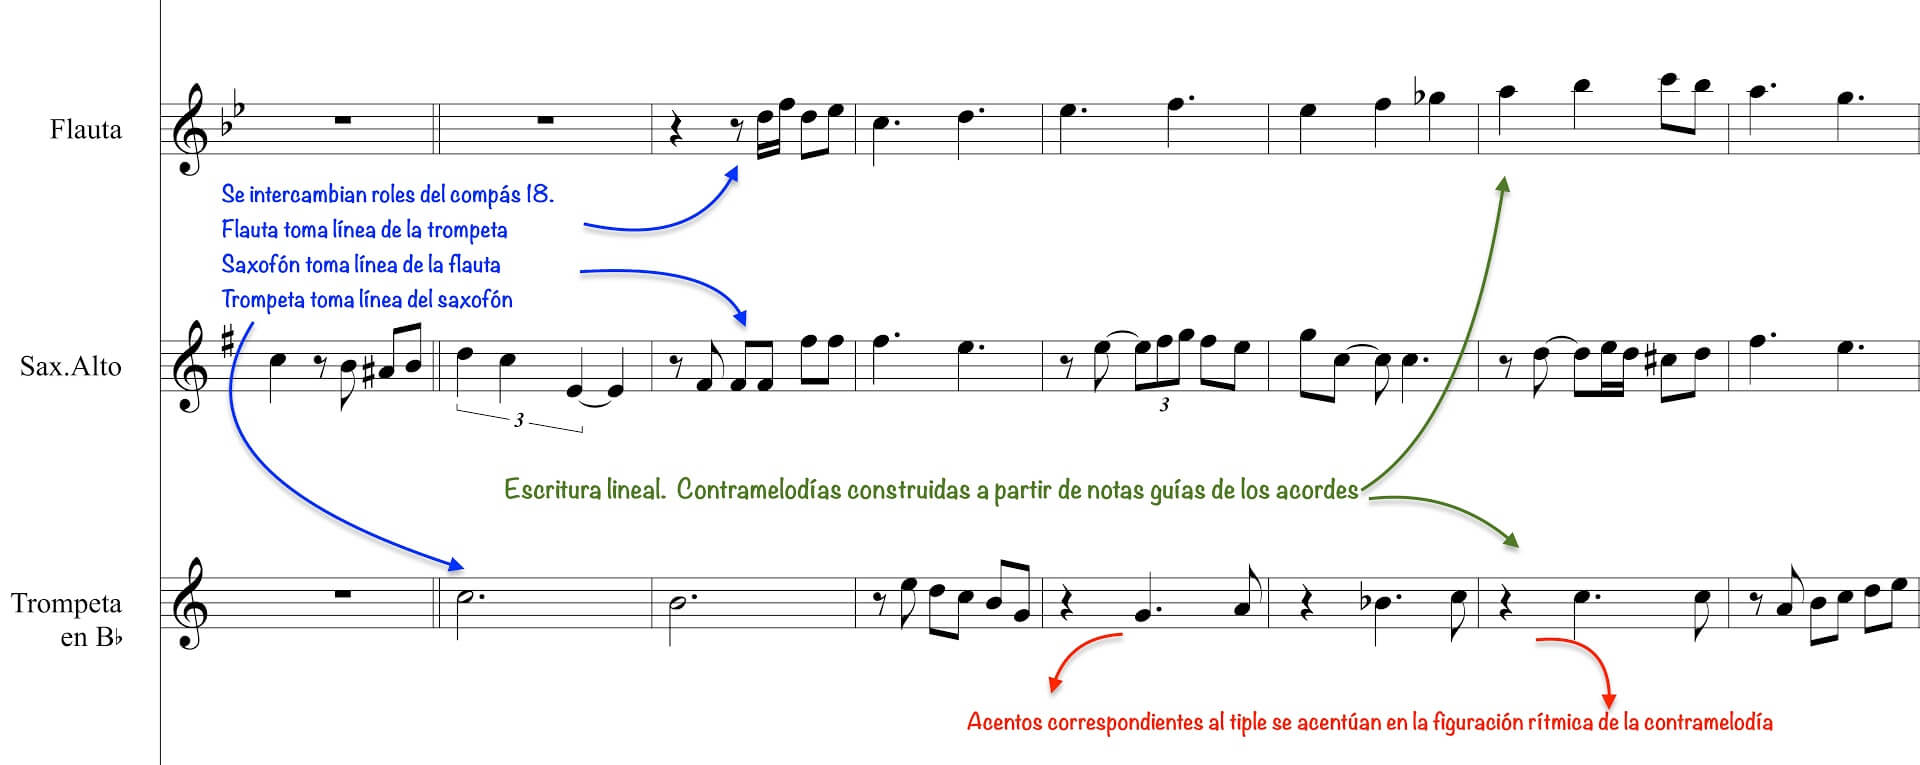 Flauta
Se intercambian roles del compás 18.
Flauta toma línea de la trompeta
Saxofón toma línea de la flauta
Trompeta toma línea del saxofón
Sax.Alto
3
3
Escritura lineal. Contramelodías construidas a partir de notas guías de los acordes
Trompeta
en B♭
Acentos correspondientes al tiple se acentúan en la figuración rítmica de la contramelodía